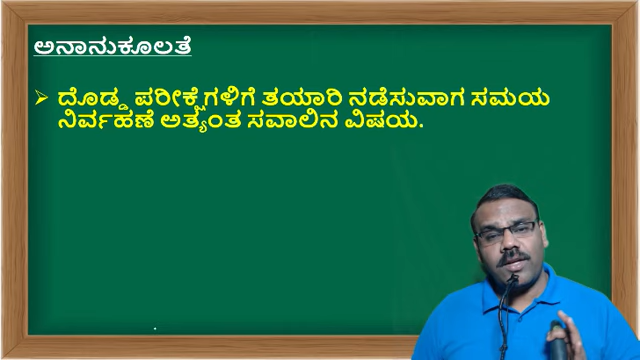 ಅನಾನುಕೂಲತೆ
➢ ದೊಡ್ಡ ಪರೀಕ್ಷೆಗಳಿಗೆ ತಯಾರಿ ನಡೆಸುವಾಗ ಸಮಯ
ನಿರ್ವಹಣೆ ಅತ್ಯಂತ ಸವಾಲಿನ ವಿಷಯ.